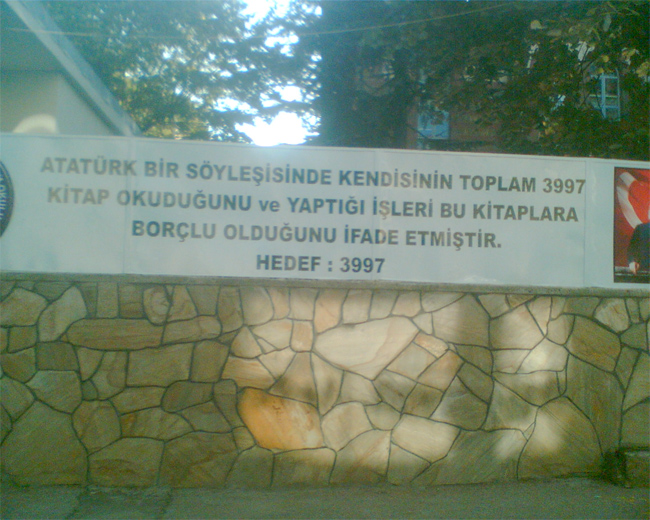 ATATÜRK BİR SÖYLEŞİSİNDE KENDİSİNİN TOPLAM 3997
KİTAP OKUDUĞUNU ve YAPTIĞI İŞLERİ BU KİTAPLARA
BORÇLU OLDUĞUNU İFADE ETMİŞTİR.
HEDEF : 3997